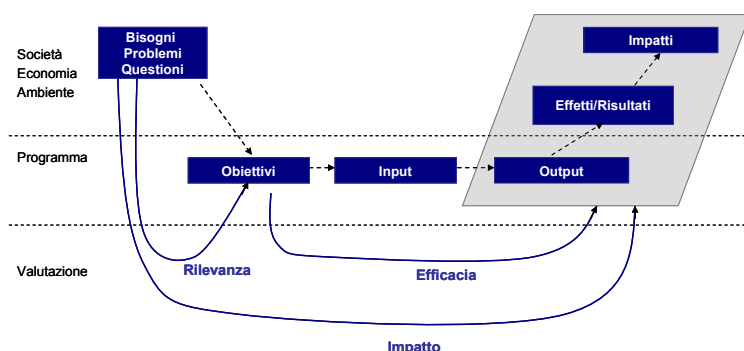 Società
Economia
Ambiente
Bisogni
Problemi
Questioni
Impatti
Effetti/Risultati
Programma
Obiettivi
Input
Output
Valutazione
Rilevanza
Efficacia
Impatto